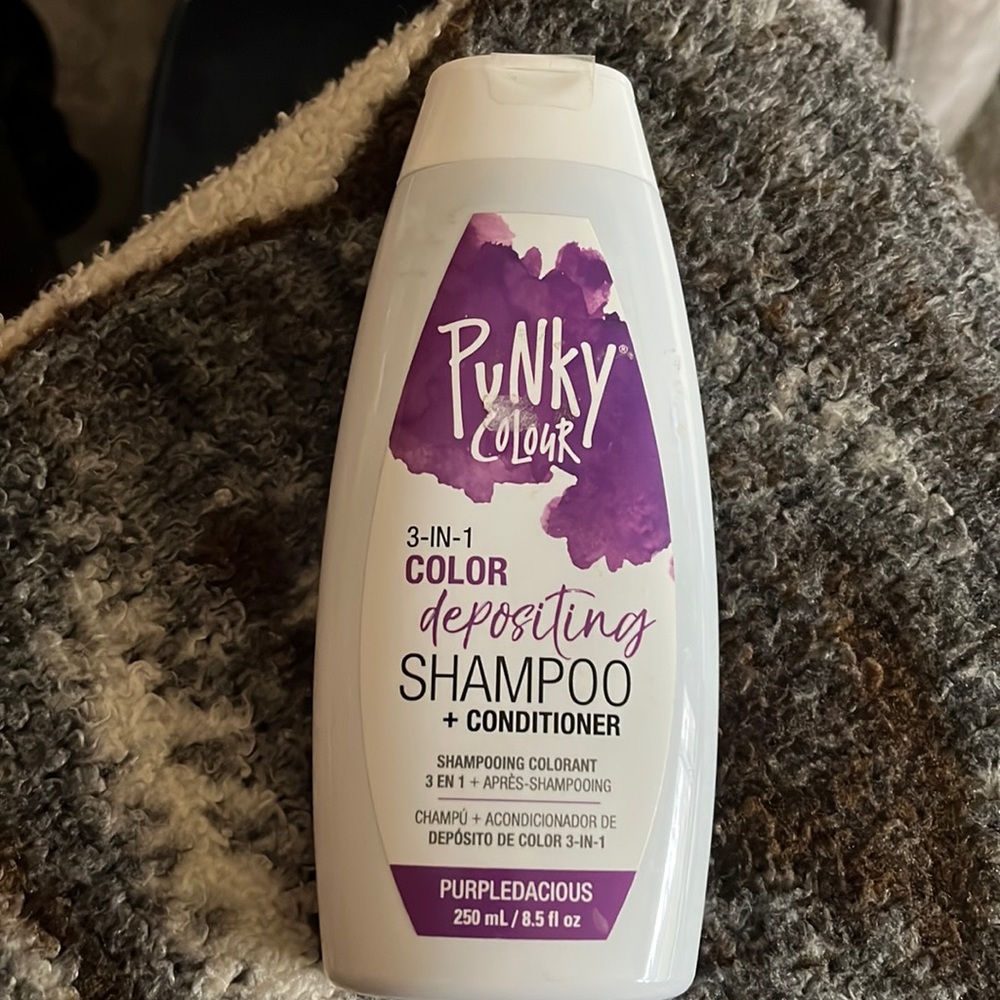 PUNKY®
COLOUR
3-IN-1
COLOR
depositing
SHAMPOO
+ CONDITIONER
SHAMPOOING COLORANT
3 EN 1 + APRÈS-SHAMPOOING
CHAMPÚ + ACONDICIONADOR DE
DEPÓSITO DE COLOR 3-IN-1
PURPLEDACIOUS
250 mL / 8.5 fl oz